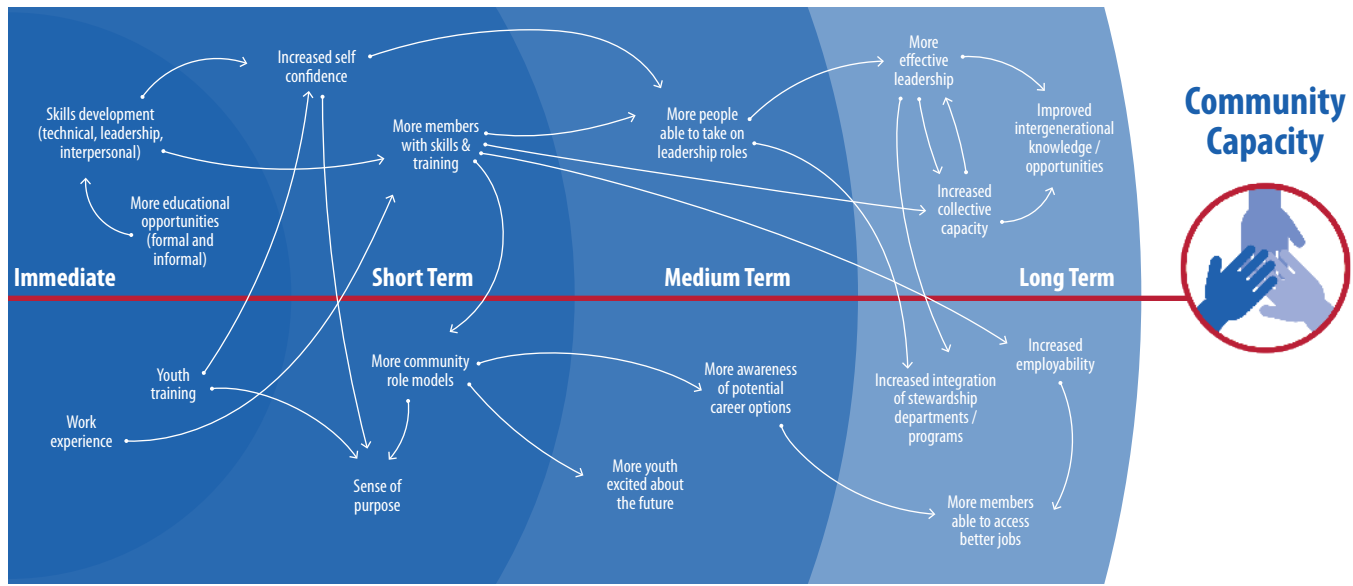 Increased self
confidence
Skills development
(technical, leadership,
interpersonal)
More educational
opportunities
(formal and
informal)
More members
with skills &
training
More people
able to take on
leadership roles
More
effective
leadership
Improved
intergenerational
knowledge /
opportunities
Increased
collective
capacity
Community
Capacity
Immediate
Short Term
Medium Term
Long Term
Youth
training
Work
experience
More community
role models
Sense of
purpose
More awareness
of potential
career options
More youth
excited about
the future
Increased integration
of stewardship
departments /
programs
Increased
employability
More members
able to access
better jobs